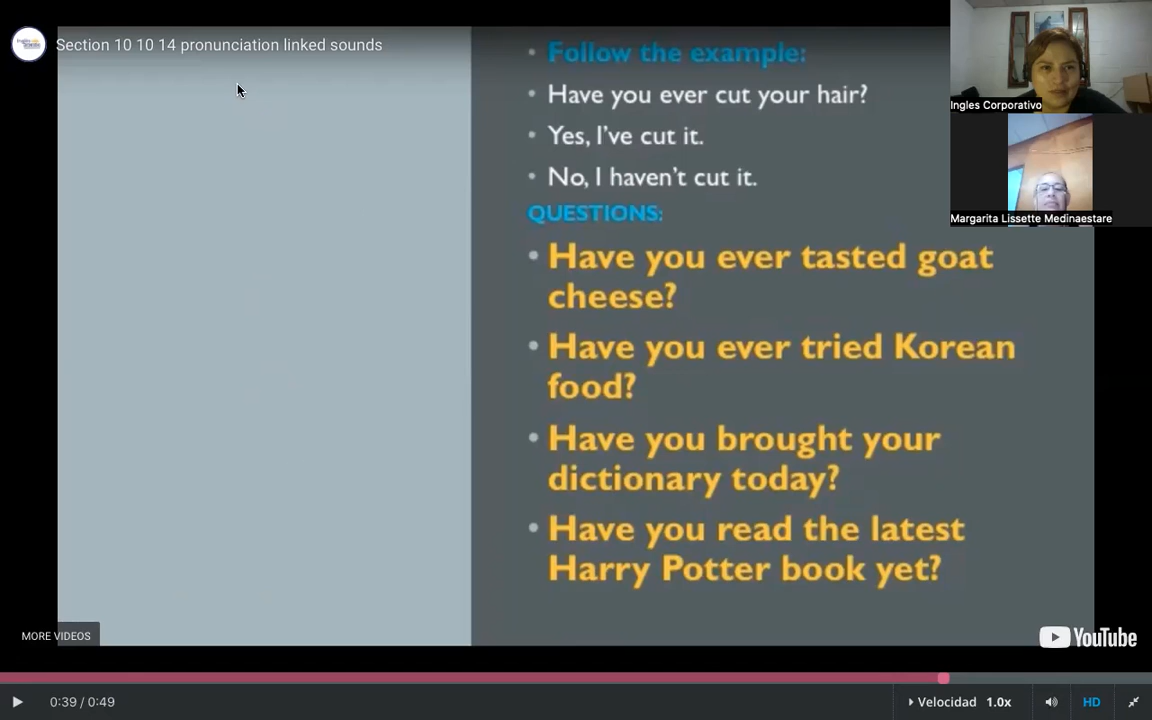 Section 10 10 14 pronunciation linked sounds
Follow the example:
Have you ever cut your hair?
Yes, I've cut it.
No, I haven't cut it.
QUESTIONS:
Have you ever tasted goat
cheese?
Have you ever tried Korean
food?
Have you brought your
dictionary today?
Have you read the latest
Harry Potter book yet?
Ingles Corporativo
Margarita Lissette Medinaestare
MORE VIDEOS
YouTube
0:39 / 0:49
Velocidad 1.0x
HD